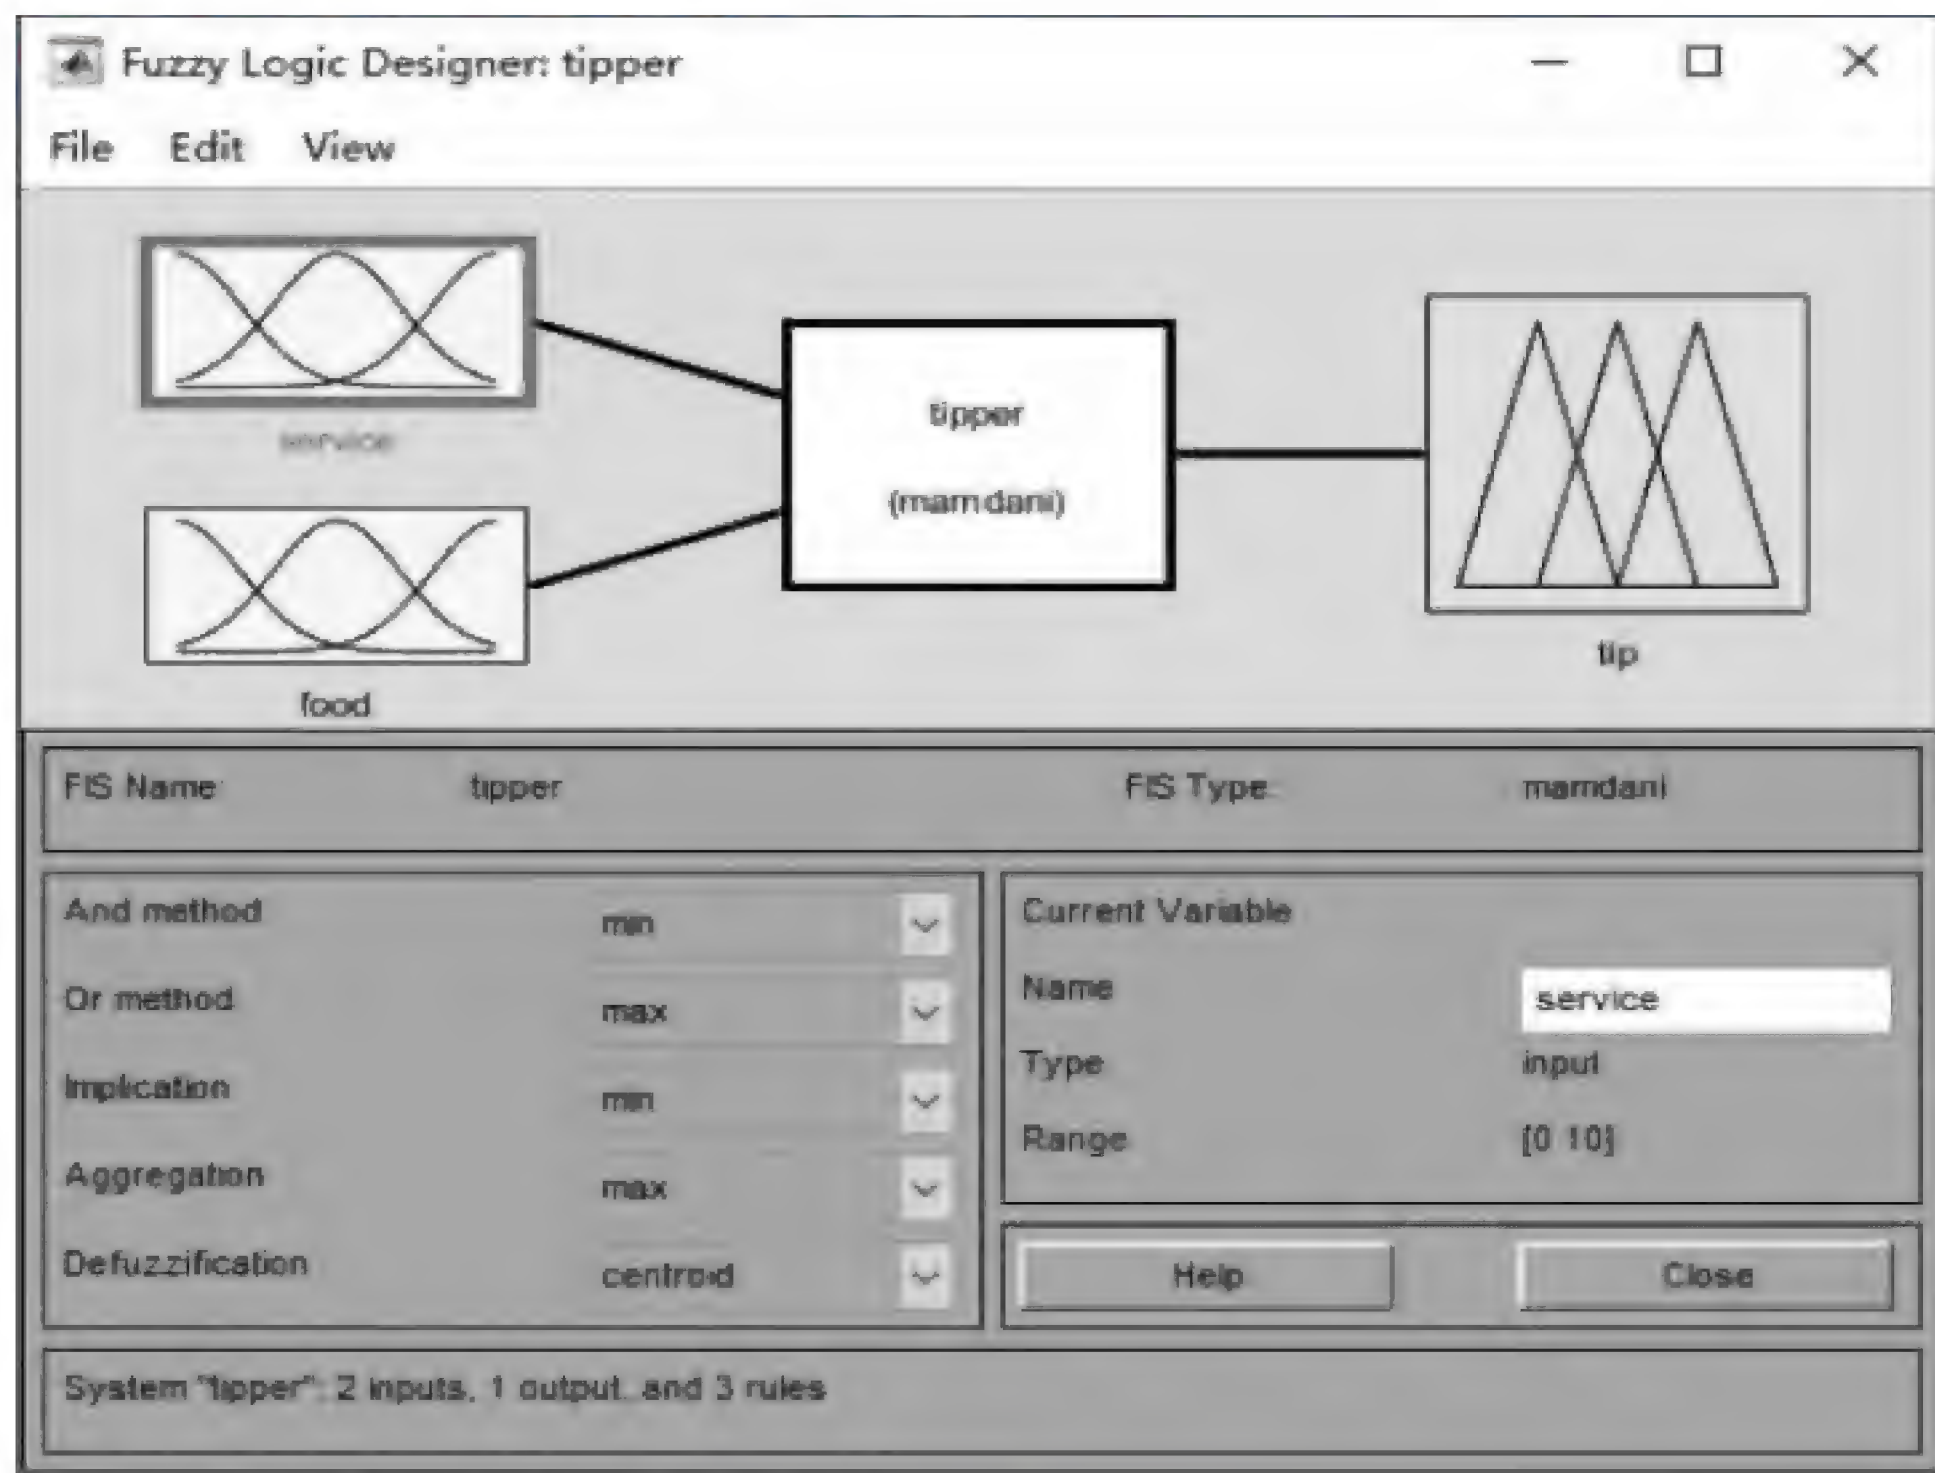 Fuzzy Logic Designer: tipper
File Edit View
service
food
tipper
(mamdani)
tip
FIS Name: tipper FIS Type: mamdani
And method min
Or method max
Implication min
Aggregation max
Defuzzification centroid
Current Variable
Name service
Type input
Range [0 10]
Help Close
System "tipper": 2 inputs, 1 output, and 3 rules